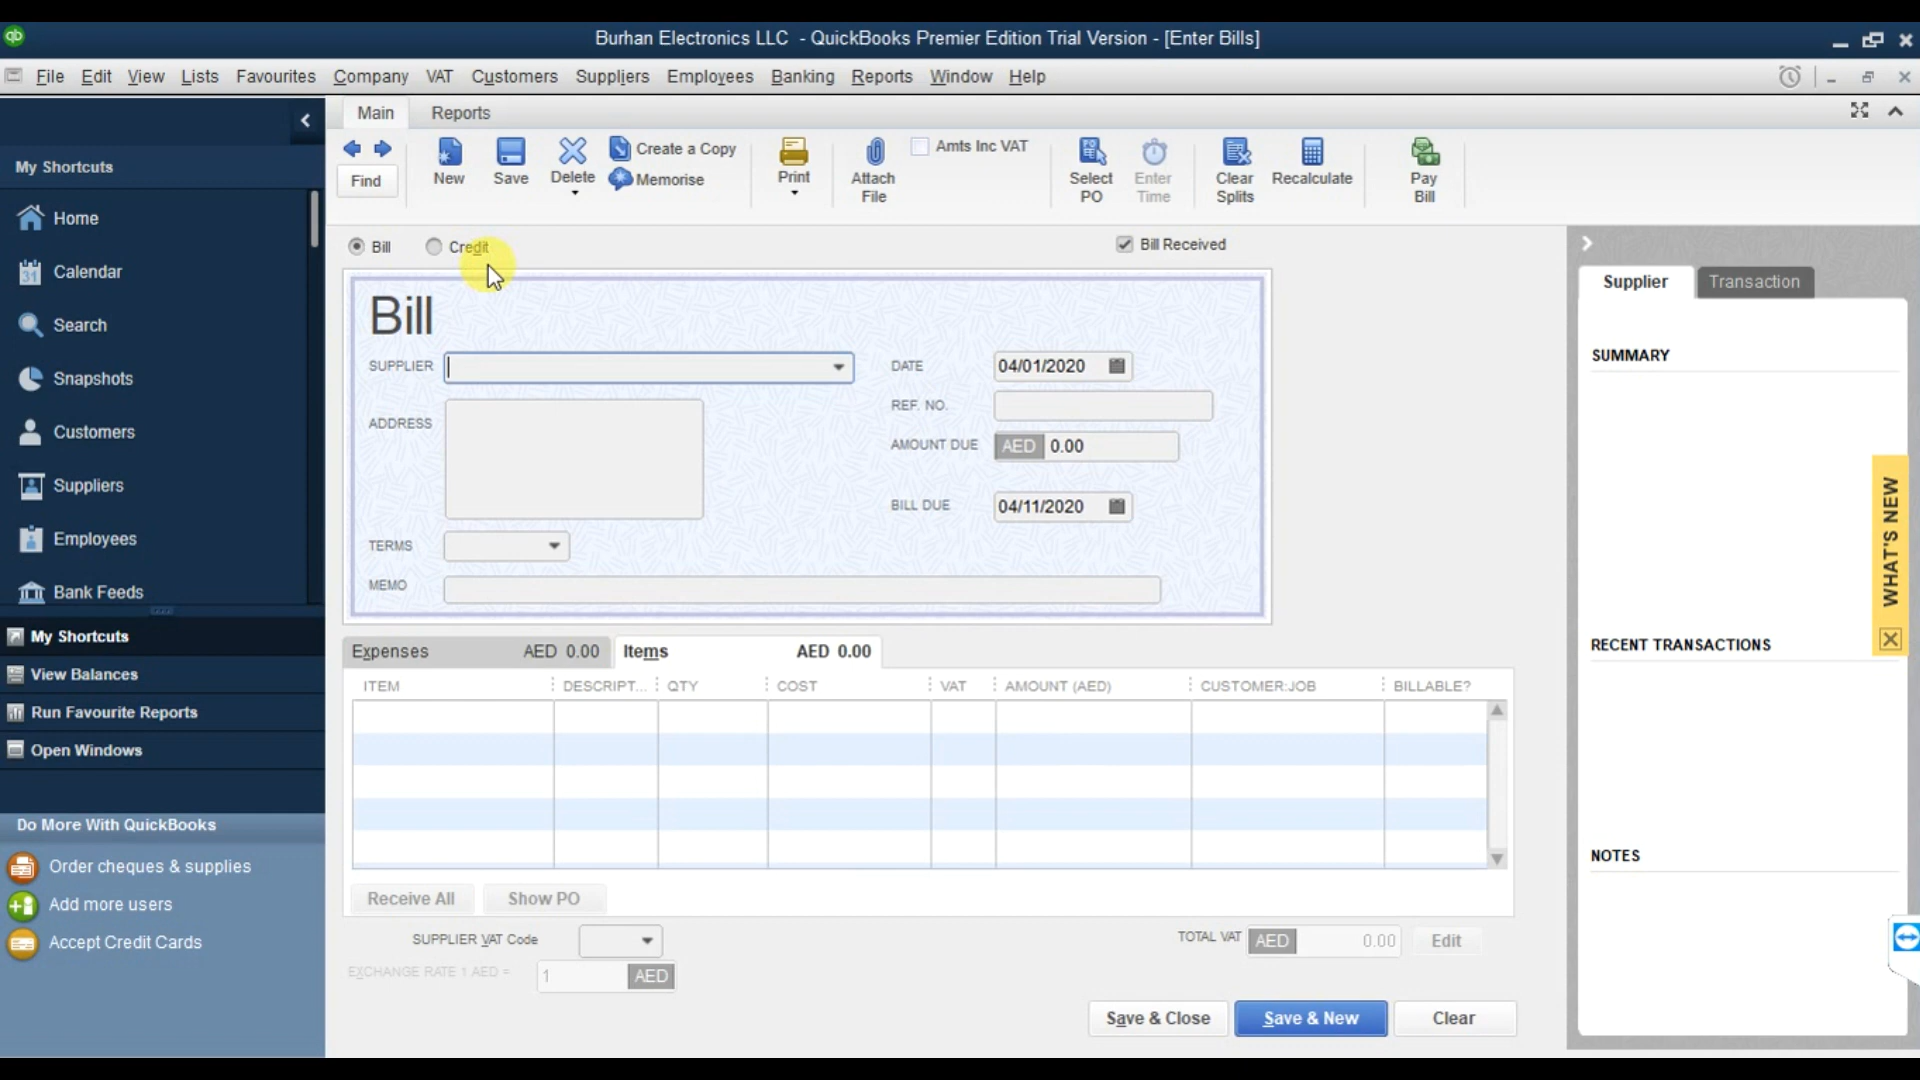 qb
Burhan Electronics LLC - QuickBooks Premier Edition Trial Version - [Enter Bills]
File Edit View Lists Favourites Company VAT Customers Suppliers Employees Banking Reports Window Help
Main Reports
Find
New
Save
Delete
Create a Copy
Memorise
Print
Attach File
Amts Inc VAT
Select PO
Enter Time
Clear Splits
Recalculate
Pay Bill
My Shortcuts
Home
31 Calendar
Search
Snapshots
Customers
Suppliers
Employees
Bank Feeds
My Shortcuts
View Balances
Run Favourite Reports
Open Windows
Do More With QuickBooks
Order cheques & supplies
Add more users
Accept Credit Cards
Bill Credit Bill Received
Bill
SUPPLIER
ADDRESS
TERMS
MEMO
DATE 04/01/2020
REF. NO.
AMOUNT DUE AED 0.00
BILL DUE 04/11/2020
Expenses AED 0.00 Items AED 0.00
ITEM DESCRIPT... QTY COST VAT AMOUNT (AED) CUSTOMER:JOB BILLABLE?
Receive All Show PO
SUPPLIER VAT Code TOTAL VAT AED 0.00 Edit
EXCHANGE RATE 1 AED = 1 AED
Save & Close Save & New Clear
Supplier Transaction
SUMMARY
RECENT TRANSACTIONS
NOTES
WHAT'S NEW